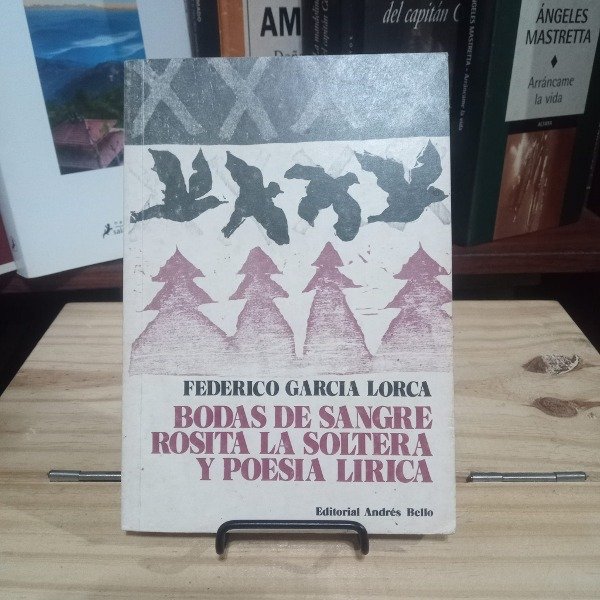 FEDERICO GARCIA LORCA
BODAS DE SANGRE
ROSITA LA SOLTERA
Y POESIA LIRICA
Editorial Andrés Bello
AM
del capitán
ÁNGELES
MASTRETTA
Arráncame
la vida